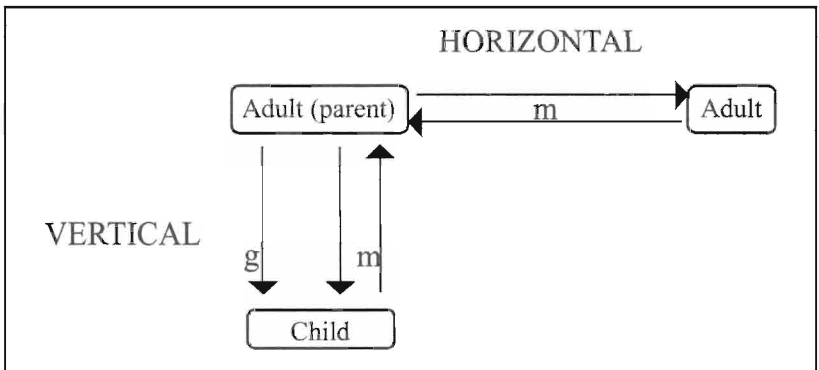 HORIZONTAL
Adult (parent)
m
Adult
VERTICAL
g
m
Child